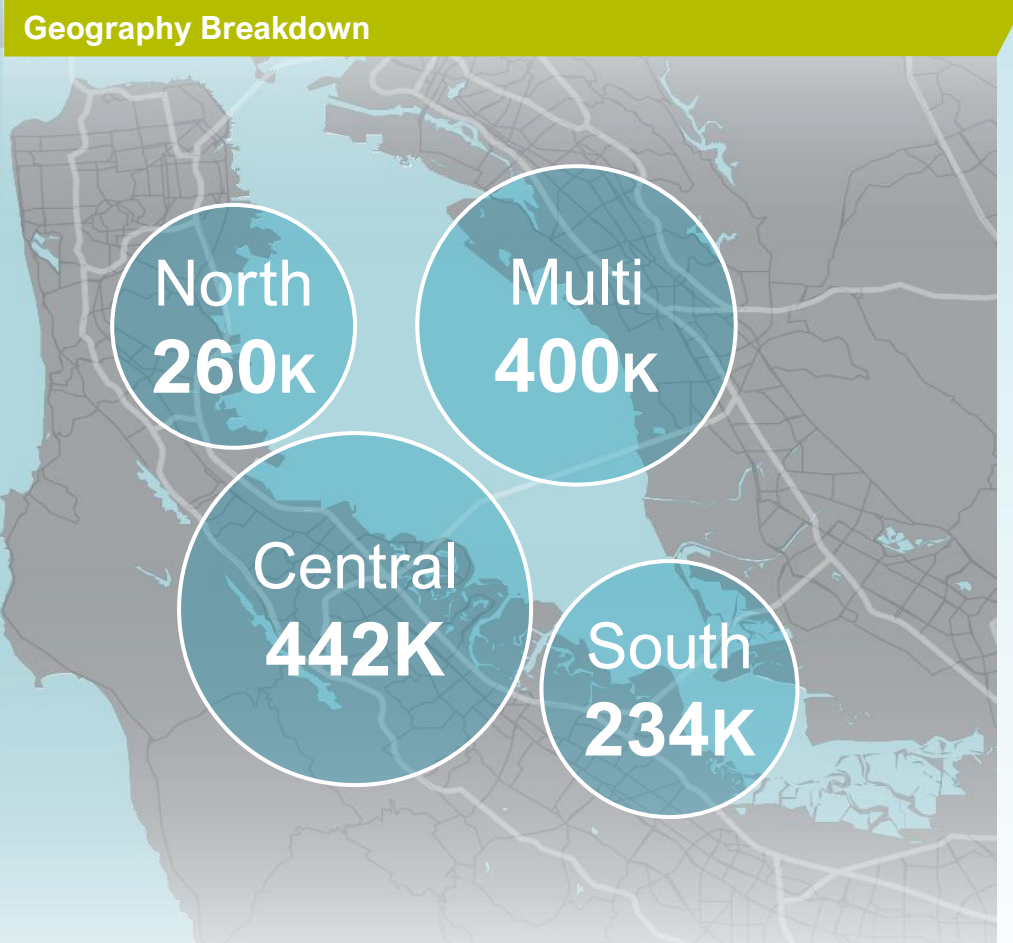 Geography Breakdown
North
260K
Multi
400K
Central
442K
South
234K